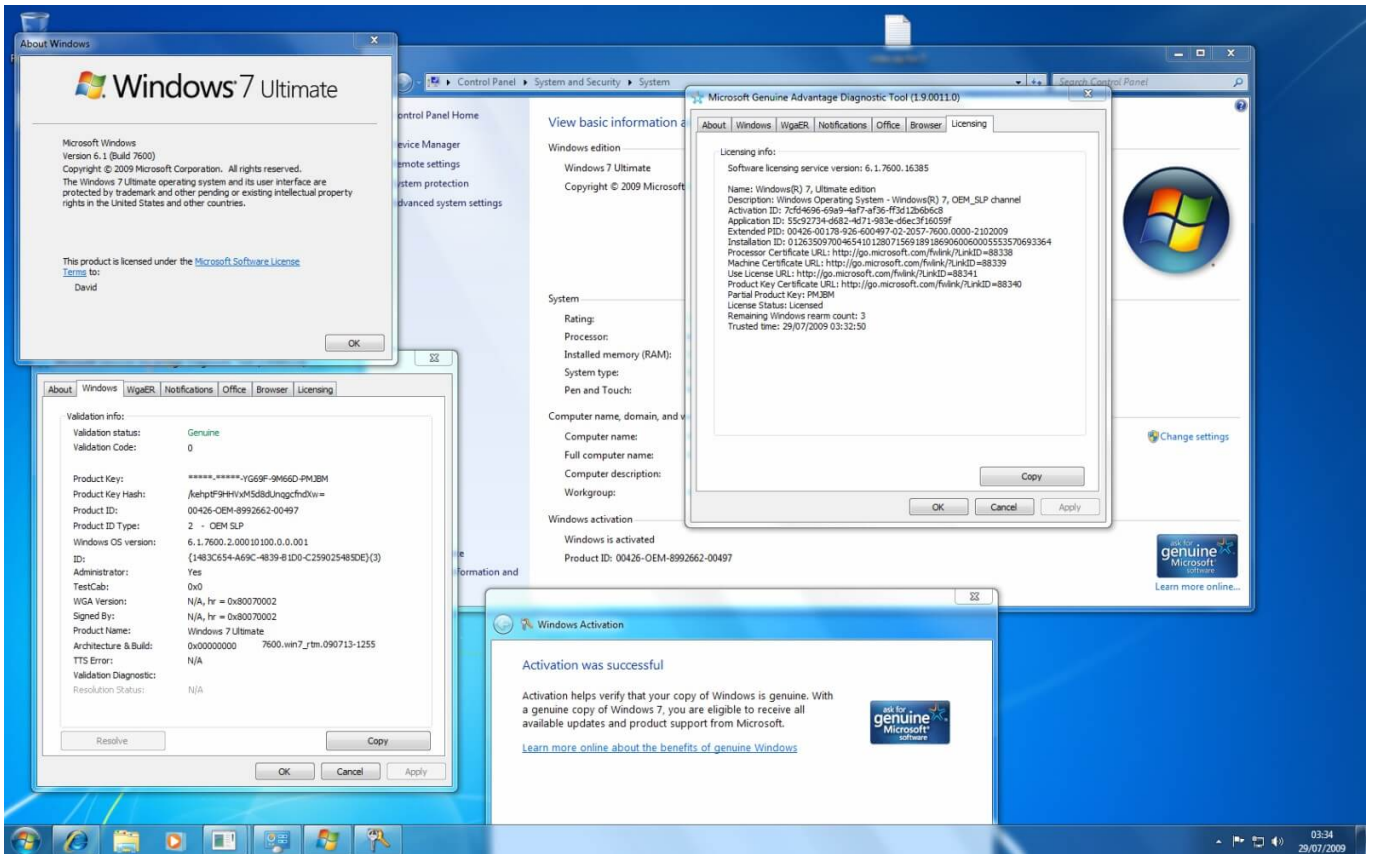 About Windows
Windows 7 Ultimate
Microsoft Windows
Version 6.1 (Build 7600)
Copyright © 2009 Microsoft Corporation. All rights reserved.
The Windows 7 Ultimate operating system and its user interface are
protected by trademark and other pending or existing intellectual property
rights in the United States and other countries.
This product is licensed under the Microsoft Software License
Terms to:
David
OK
Control Panel ▸ System and Security ▸ System
Search Control Panel
ontrol Panel Home
evice Manager
emote settings
stem protection
dvanced system settings
formation and
View basic information a
Windows edition
Windows 7 Ultimate
Copyright © 2009 Microsoft
System
Rating:
Processor:
Installed memory (RAM):
System type:
Pen and Touch:
Computer name, domain, and w
Computer name:
Full computer name:
Computer description:
Workgroup:
Change settings
Windows activation
Windows is activated
Product ID: 00426-OEM-8992662-00497
ask for
genuine
Microsoft
software
Learn more online...
Microsoft Genuine Advantage Diagnostic Tool (1.9.0011.0)
About Windows WgaER Notifications Office Browser Licensing
Licensing info:
Software licensing service version: 6.1.7600.16385
Name: Windows(R) 7, Ultimate edition
Description: Windows Operating System - Windows(R) 7, OEM_SLP channel
Activation ID: 7cfd4696-69a9-4af7-af36-ff3d12b6b6c8
Application ID: 55c92734-d682-4d71-983e-d6ec3f16059f
Extended PID: 00426-00178-926-600497-02-2057-7600.0000-2102009
Installation ID: 012635097004654101280715691891869060060005553570693364
Processor Certificate URL: http://go.microsoft.com/fwlink/?LinkID=88338
Machine Certificate URL: http://go.microsoft.com/fwlink/?LinkID=88339
Use License URL: http://go.microsoft.com/fwlink/?LinkID=88341
Product Key Certificate URL: http://go.microsoft.com/fwlink/?LinkID=88340
Partial Product Key: PMJBM
License Status: Licensed
Remaining Windows rearm count: 3
Trusted time: 29/07/2009 03:32:50
Copy
OK Cancel Apply
About Windows WgaER Notifications Office Browser Licensing
Validation info:
Validation status: Genuine
Validation Code: 0
Product Key: *****-*****-YG69F-9M66D-PMJBM
Product Key Hash: /kehptF9HHVxM5d8dUnqgcfndXw=
Product ID: 00426-OEM-8992662-00497
Product ID Type: 2 - OEM SLP
Windows OS version: 6.1.7600.2.00010100.0.0.001
ID: {1483C654-A69C-4839-B1D0-C259025485DE}(3)
Administrator: Yes
TestCab: 0x0
WGA Version: N/A, hr = 0x80070002
Signed By: N/A, hr = 0x80070002
Product Name: Windows 7 Ultimate
Architecture & Build: 0x00000000 7600.win7_rtm.090713-1255
TTS Error: N/A
Validation Diagnostic:
Resolution Status: N/A
Resolve Copy
OK Cancel Apply
Windows Activation
Activation was successful
Activation helps verify that your copy of Windows is genuine. With
a genuine copy of Windows 7, you are eligible to receive all
available updates and product support from Microsoft.
Learn more online about the benefits of genuine Windows
ask for
genuine
Microsoft
software
03:34
29/07/2009